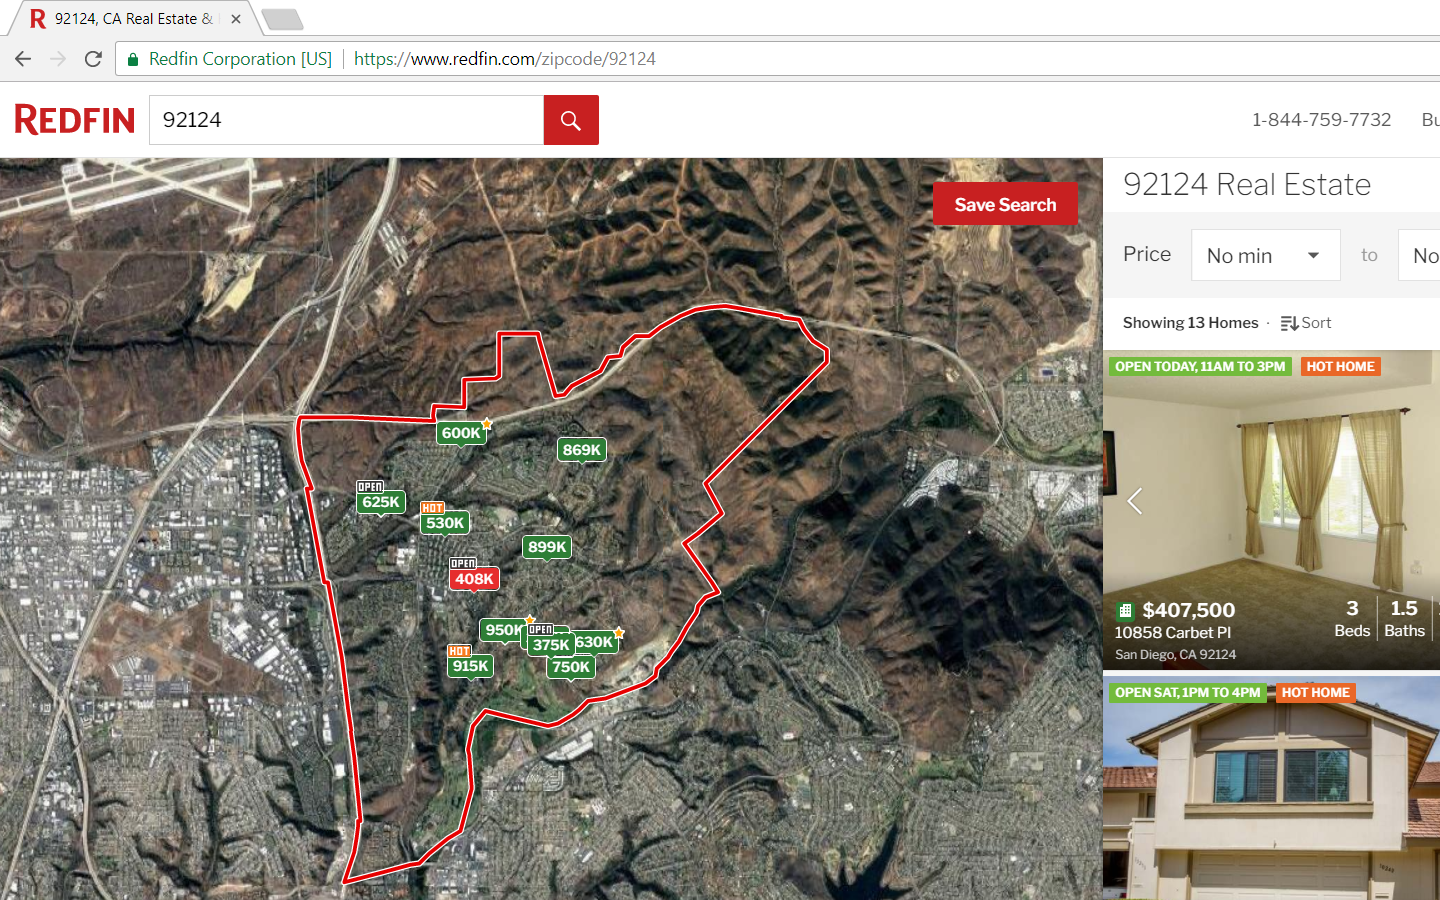 R 92124, CA Real Estate &
Redfin Corporation [US] https://www.redfin.com/zipcode/92124
REDFIN 92124 1-844-759-7732 Bu
Save Search
92124 Real Estate
Price No min to No
Showing 13 Homes · Sort
600K
869K
OPEN
625K
HOT
530K
899K
OPEN
408K
950K
OPEN
375K
630K
HOT
915K
750K
OPEN TODAY, 11AM TO 3PM HOT HOME
$407,500 3 1.5
10858 Carbet Pl Beds Baths
San Diego, CA 92124
OPEN SAT, 1PM TO 4PM HOT HOME